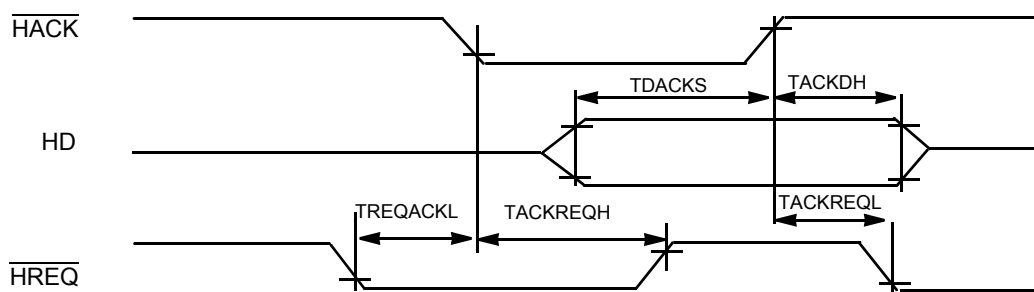 HACK
TDACKS TACKDH
HD
TREQACKL TACKREQH TACKREQL
HREQ